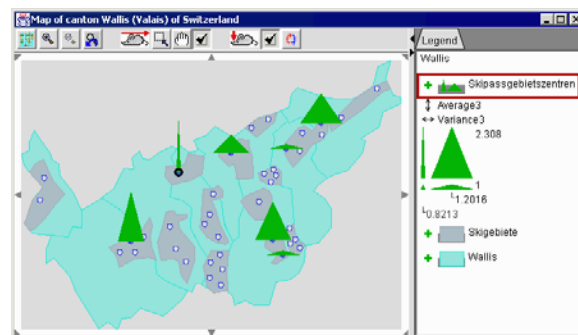 Map of canton Wallis (Valais) of Switzerland
Legend
Wallis
Skipassgebietszentren
Average3
Variance3
2.308
1
1.2016
0.8213
Skigebiete
Wallis